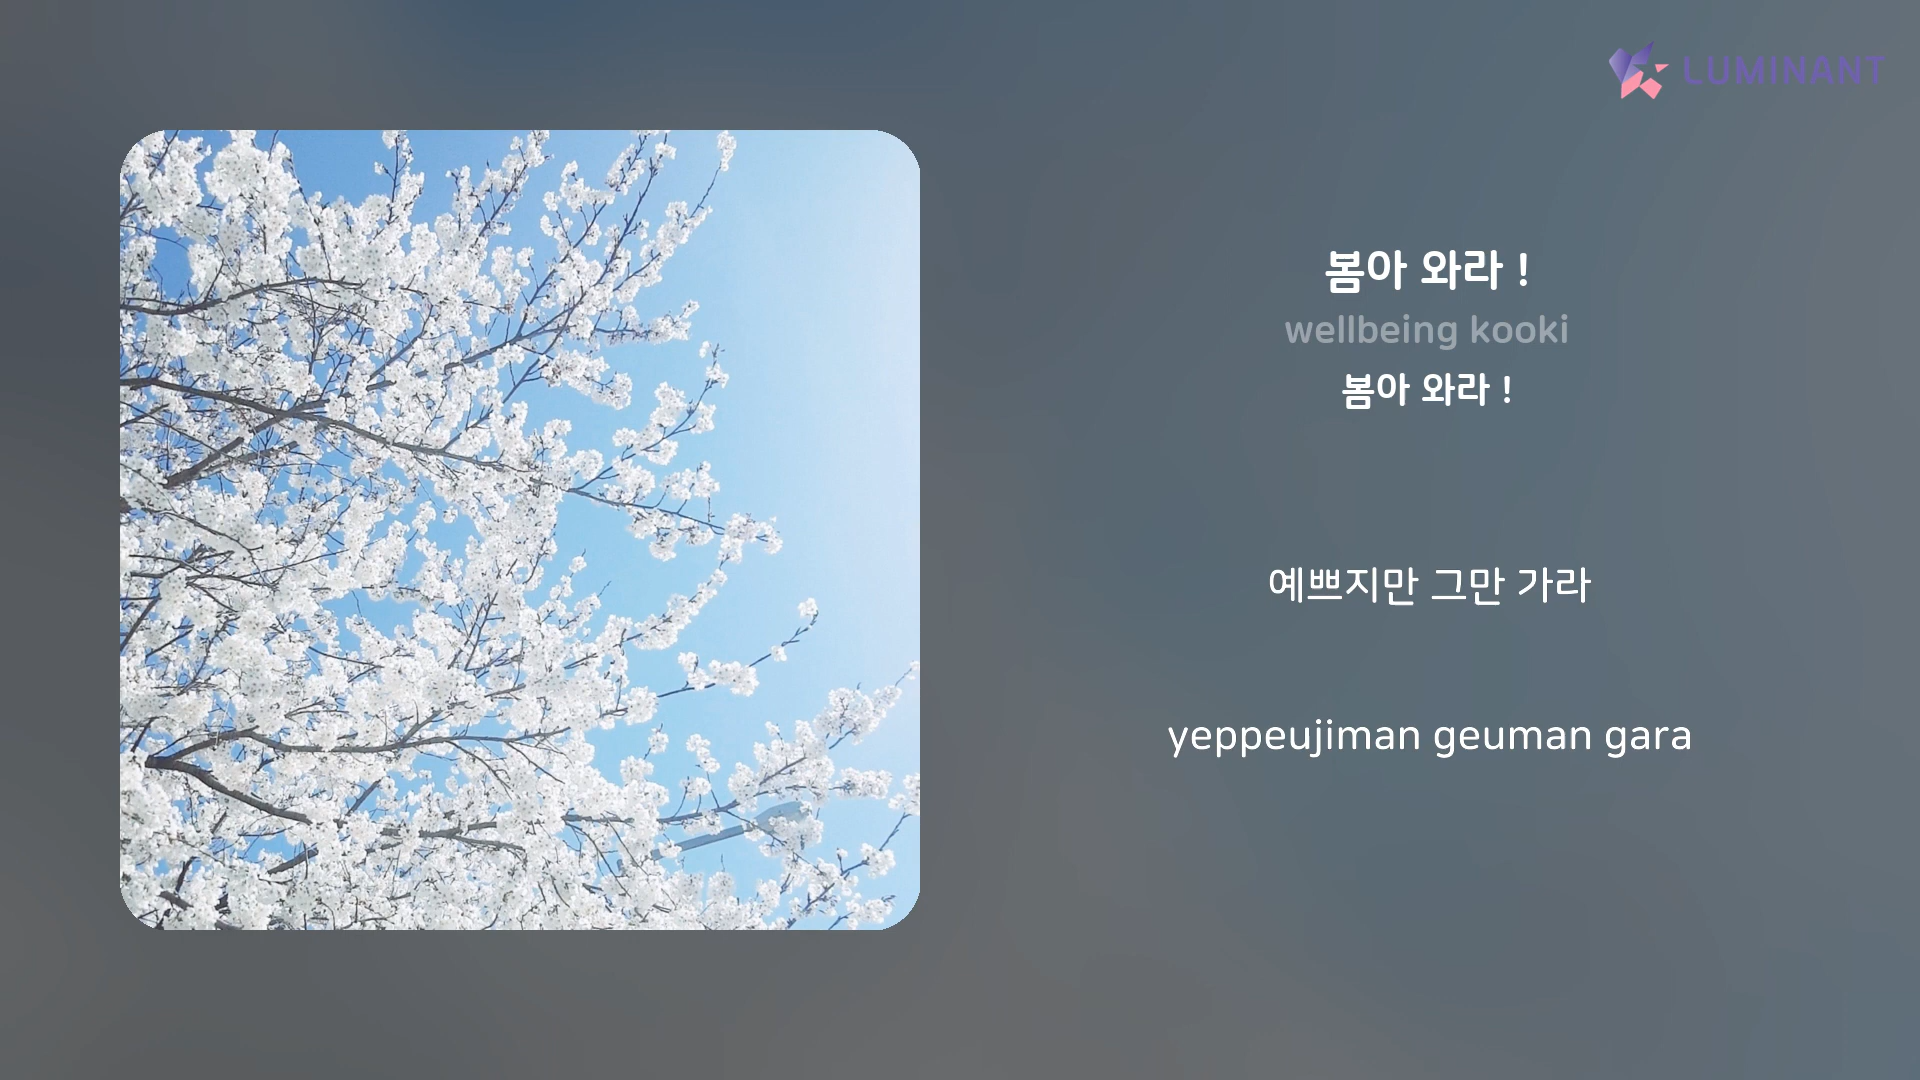 LUMINANT
봄아 와라 !
wellbeing kooki
봄아 와라 !
예쁘지만 그만 가라
yeppeujiman geuman gara